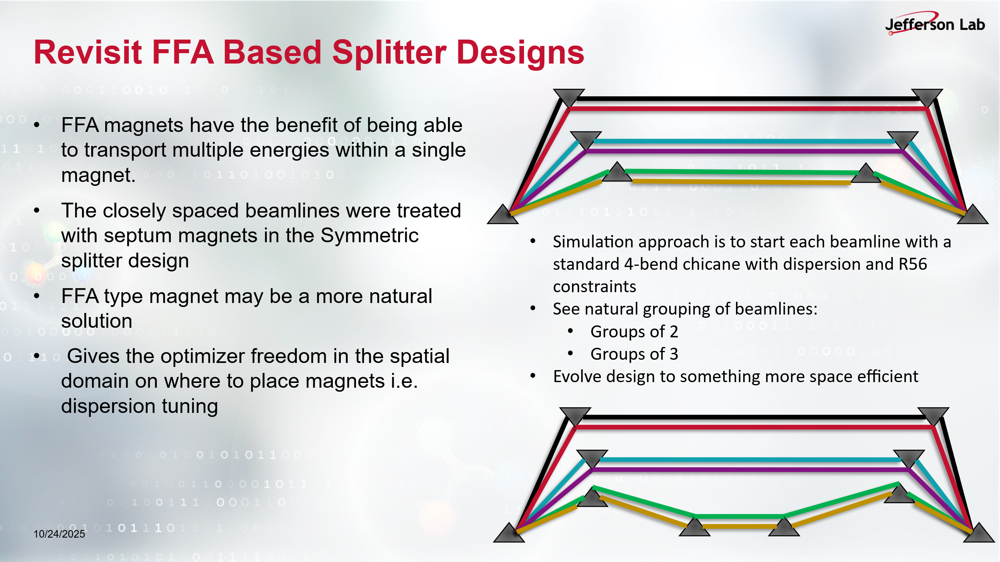 Jefferson Lab
Revisit FFA Based Splitter Designs
• FFA magnets have the benefit of being able
to transport multiple energies within a single
magnet.
• The closely spaced beamlines were treated
with septum magnets in the Symmetric
splitter design
• FFA type magnet may be a more natural
solution
• Gives the optimizer freedom in the spatial
domain on where to place magnets i.e.
dispersion tuning
• Simulation approach is to start each beamline with a
standard 4-bend chicane with dispersion and R56
constraints
• See natural grouping of beamlines:
• Groups of 2
• Groups of 3
• Evolve design to something more space efficient
10/24/2025